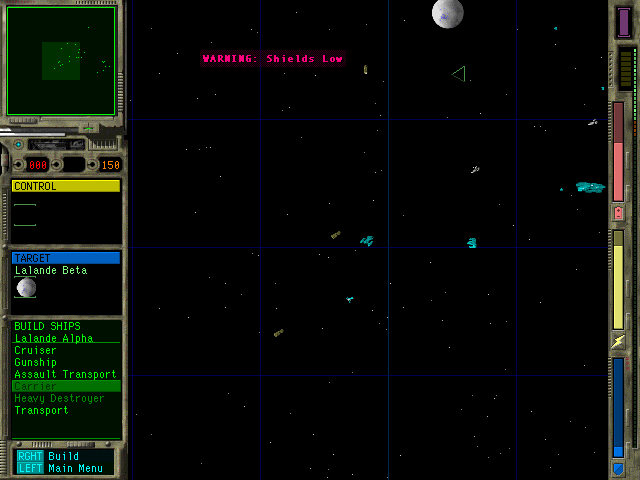 WARNING: Shields Low
000
150
CONTROL
TARGET
Lalande Beta
BUILD SHIPS
Lalande Alpha
Cruiser
Gunship
Assault Transport
Carrier
Heavy Destroyer
Transport
RGHT Build
LEFT Main Menu